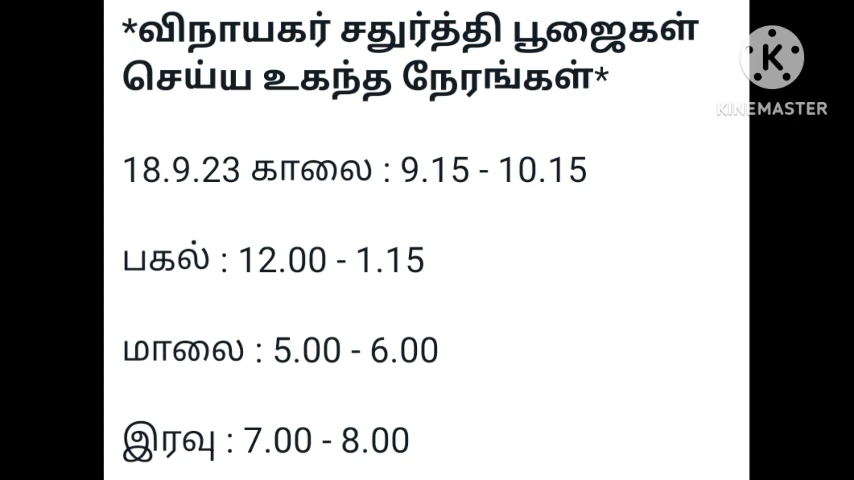 *விநாயகர் சதுர்த்தி பூஜைகள்
செய்ய உகந்த நேரங்கள்*
K
KINEMASTER
18.9.23 காலை : 9.15 - 10.15
பகல் : 12.00 - 1.15
மாலை : 5.00 - 6.00
இரவு : 7.00 - 8.00